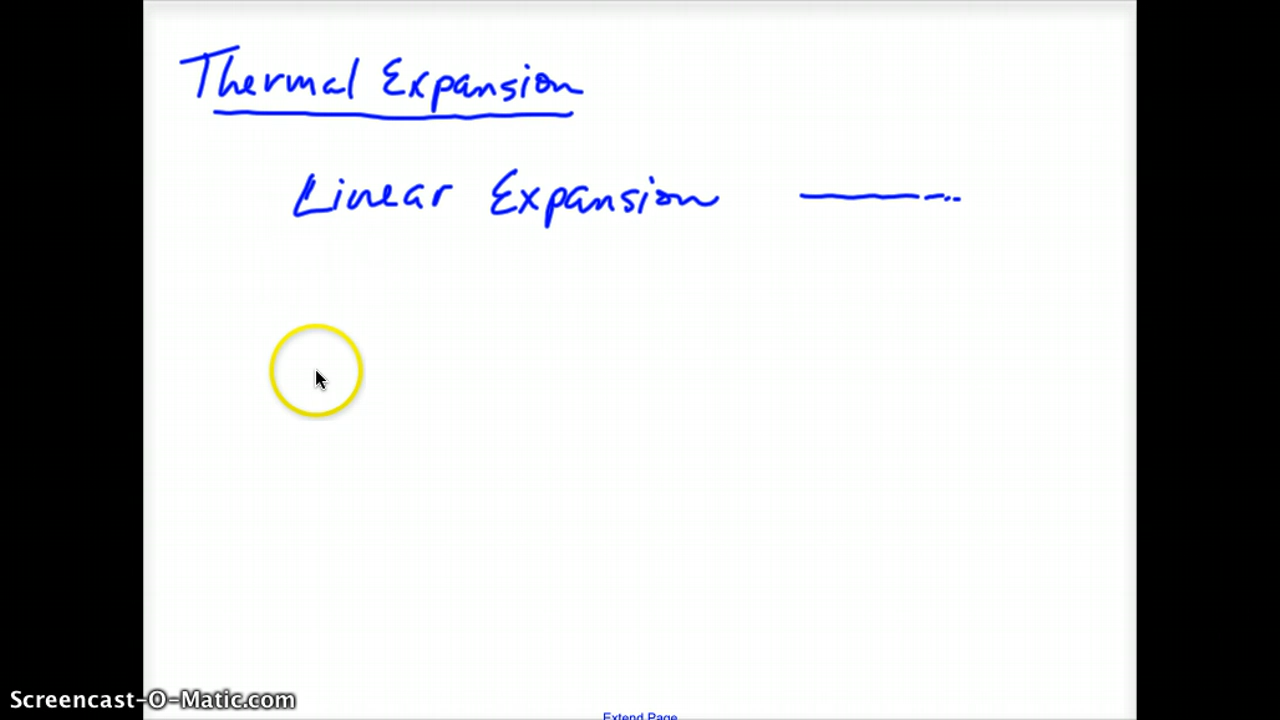 Thermal Expansion
Linear Expansion
Screencast-O-Matic.com
Extend Page